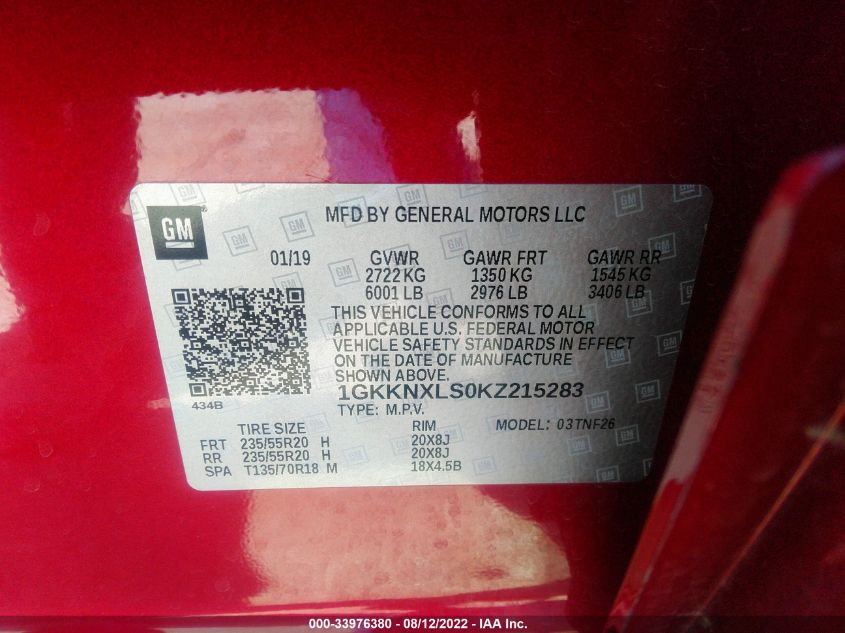 GM
MFD BY GENERAL MOTORS LLC
01/19 GVWR GAWR FRT GAWR RR
2722 KG 1350 KG 1545 KG
6001 LB 2976 LB 3406 LB
THIS VEHICLE CONFORMS TO ALL
APPLICABLE U.S. FEDERAL MOTOR
VEHICLE SAFETY STANDARDS IN EFFECT
ON THE DATE OF MANUFACTURE
SHOWN ABOVE.
434B
1GKKNXLS0KZ215283
TYPE: M.P.V. MODEL: 03TNF26
TIRE SIZE RIM
FRT 235/55R20 H 20X8J
RR 235/55R20 H 20X8J
SPA T135/70R18 M 18X4.5B
000-33976380 - 08/12/2022 - IAA Inc.